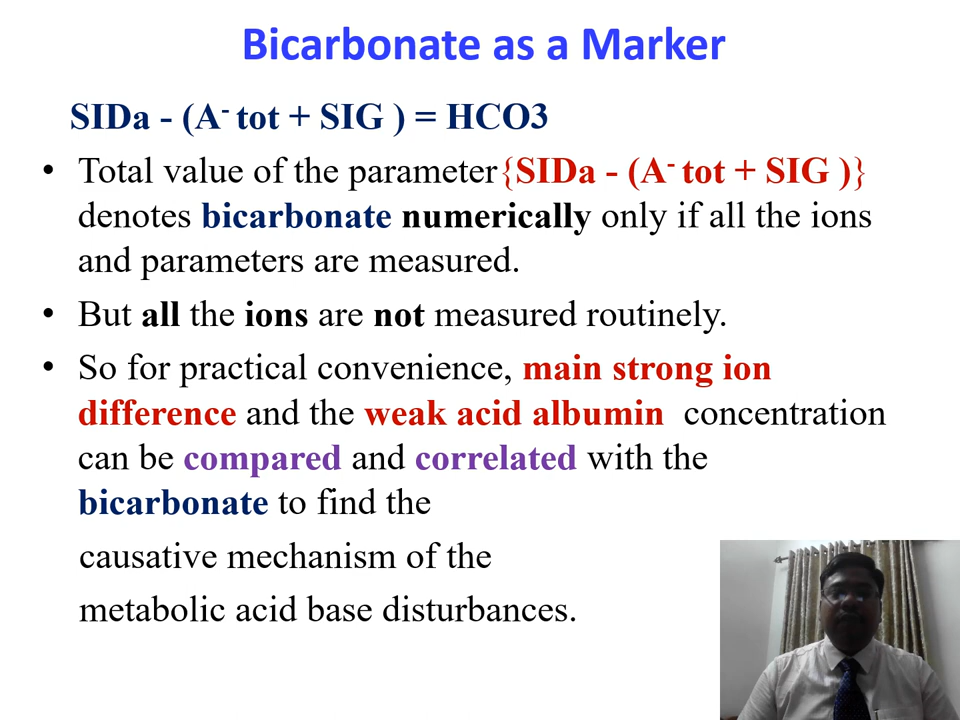 Bicarbonate as a Marker
SIDa - (A- tot + SIG ) = HCO3
• Total value of the parameter{SIDa - (A- tot + SIG )}
denotes bicarbonate numerically only if all the ions
and parameters are measured.
• But all the ions are not measured routinely.
• So for practical convenience, main strong ion
difference and the weak acid albumin concentration
can be compared and correlated with the
bicarbonate to find the
causative mechanism of the
metabolic acid base disturbances.